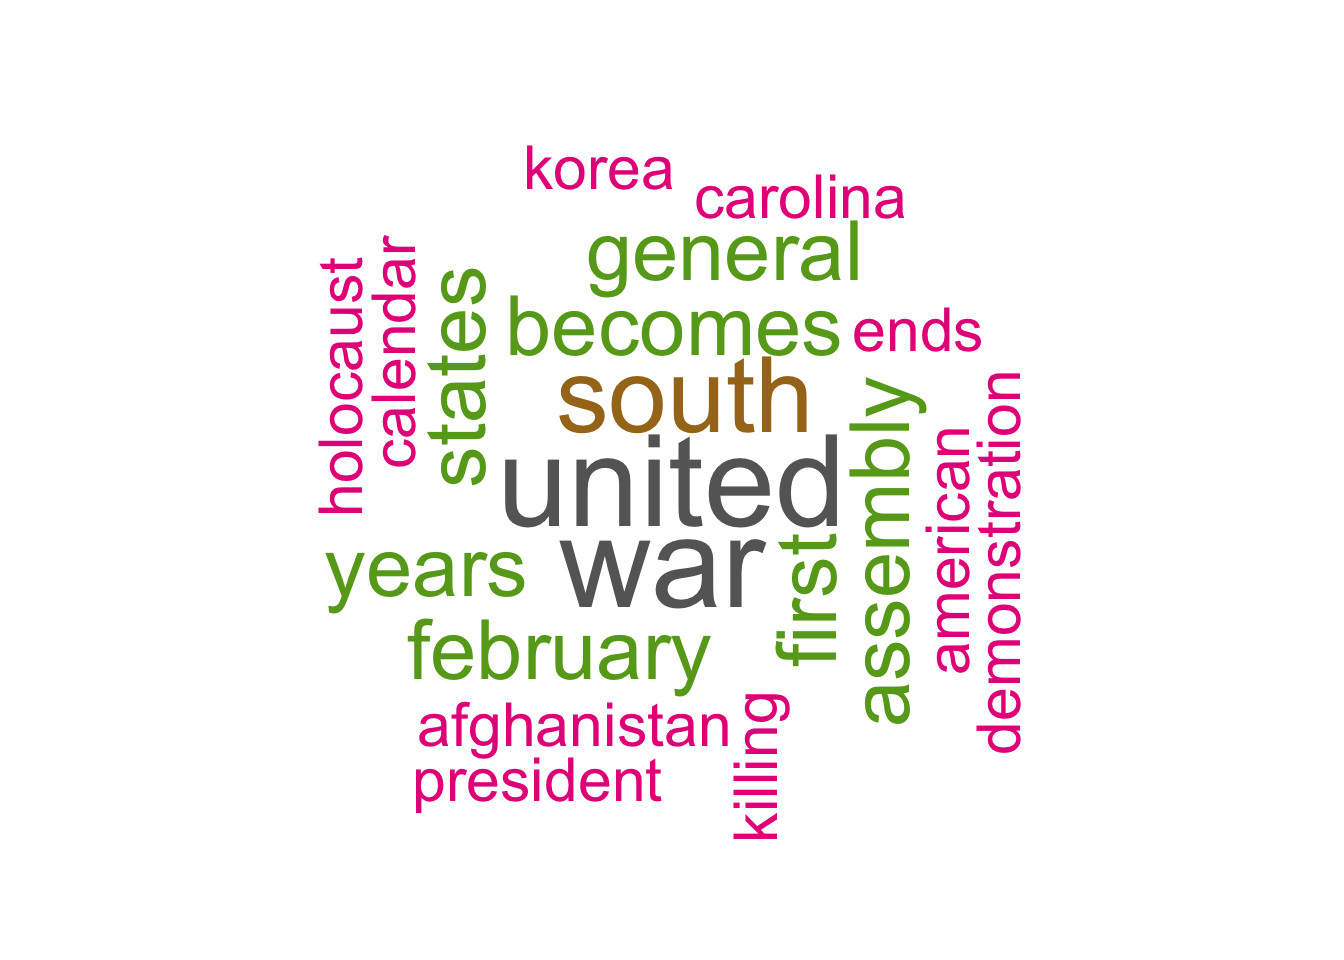 korea
carolina
general
holocaust
calendar
states
becomes
ends
south
united
assembly
american
demonstration
years
war
first
february
afghanistan
president
killing